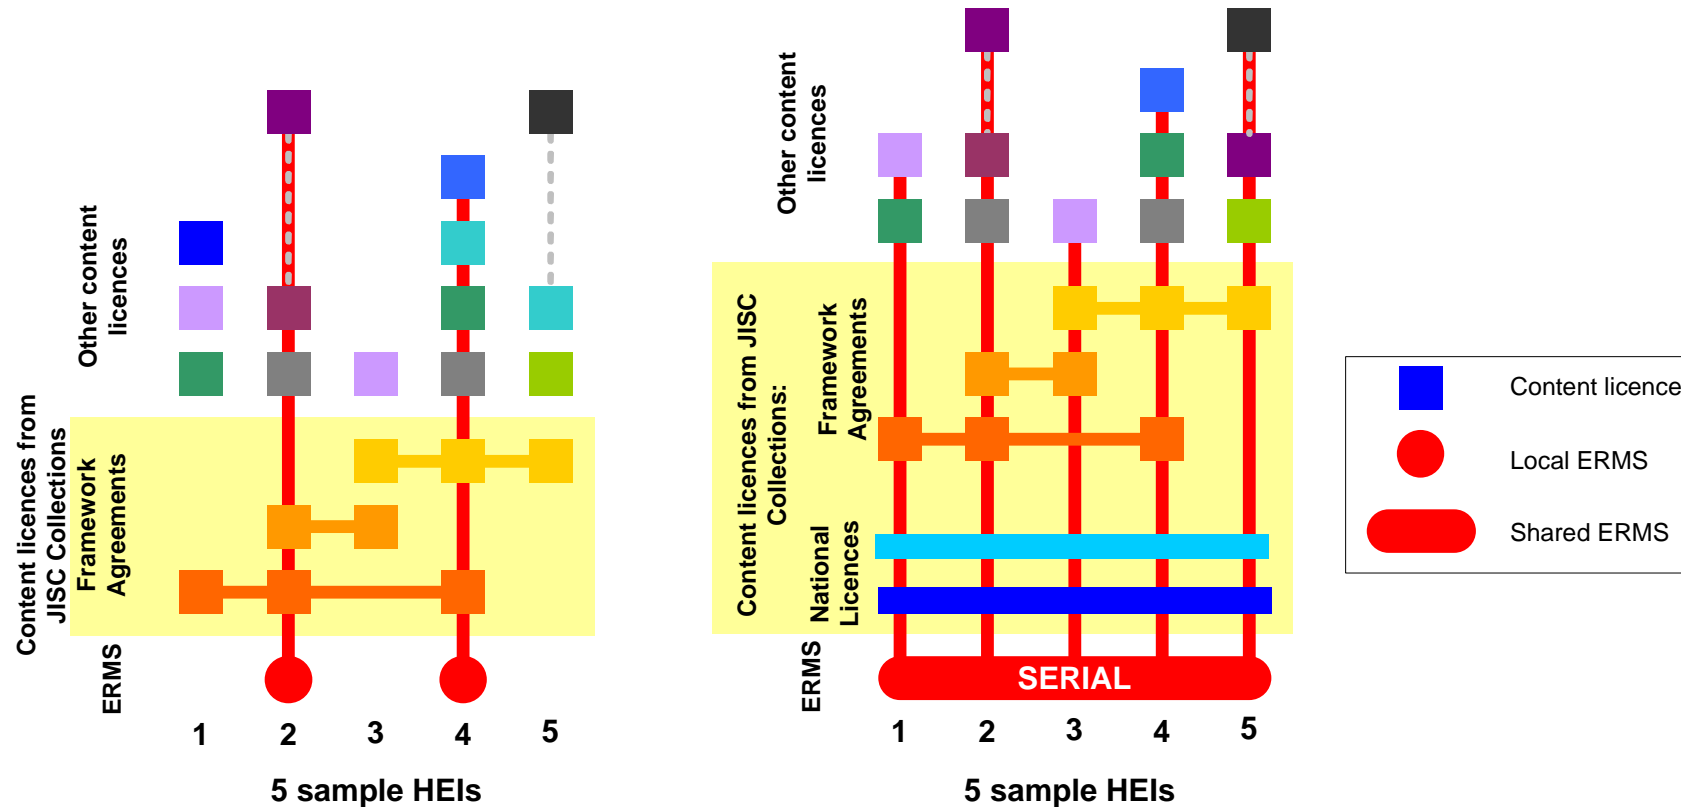 Other content
licences
Content licences from
JISC Collections
Framework
Agreements
ERMS
1 2 3 4 5
5 sample HEIs
Other content
licences
Content licences from JISC
Collections:
Framework
Agreements
National
Licences
ERMS
SERIAL
1 2 3 4 5
5 sample HEIs
Content licence
Local ERMS
Shared ERMS